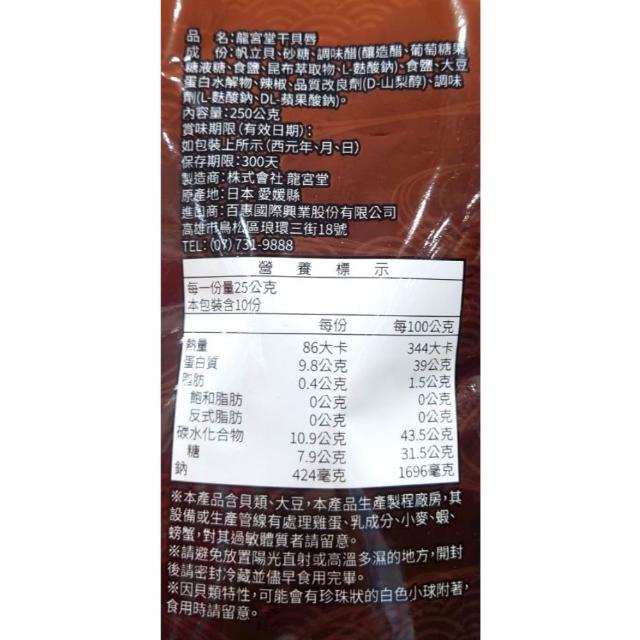 品　名:龍宮堂干貝唇
成　份:帆立貝、砂糖、調味醋(釀造醋、葡萄糖果
糖液糖、食鹽、昆布萃取物、L-麩酸鈉)、食鹽、大豆
蛋白水解物、辣椒、品質改良劑(D-山梨醇)、調味
劑(L-麩酸鈉、DL-蘋果酸鈉)。
內容量:250公克
賞味期限(有效日期):
如包裝上所示(西元年、月、日)
保存期限:300天
製造商:株式會社 龍宮堂
原產地:日本 愛媛縣
進口商:百惠國際興業股份有限公司
高雄市鳥松區琅環三街18號
TEL:(07)731-9888
營養標示
每一份量25公克
本包裝含10份
每份 每100公克
熱量 86大卡 344大卡
蛋白質 9.8公克 39公克
脂肪 0.4公克 1.5公克
飽和脂肪 0公克 0公克
反式脂肪 0公克 0公克
碳水化合物 10.9公克 43.5公克
糖 7.9公克 31.5公克
鈉 424毫克 1696毫克
※本產品含貝類、大豆,本產品生產製程廠房,其
設備或生產管線有處理雞蛋、乳成分、小麥、蝦、
螃蟹,對其過敏體質者請留意。
※請避免放置陽光直射或高溫多濕的地方,開封
後請密封冷藏並儘早食用完畢。
※因貝類特性,可能會有珍珠狀的白色小球附著,
食用時請留意。